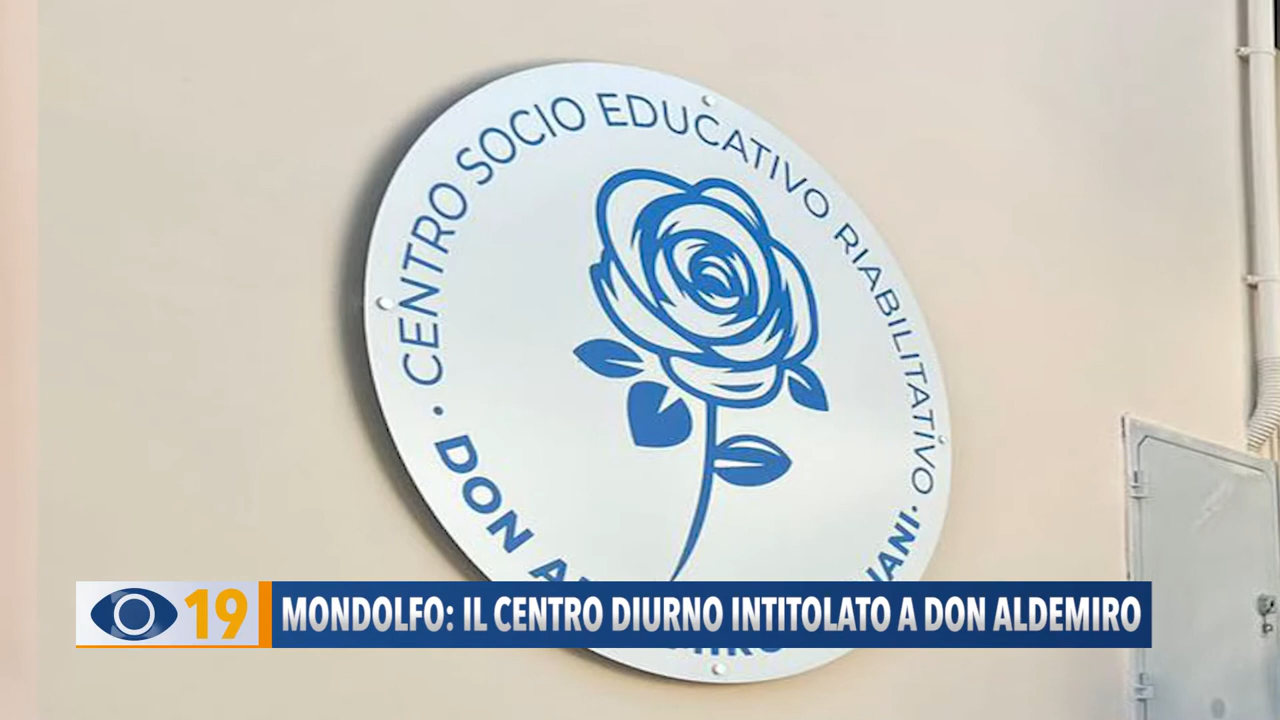 · CENTRO SOCIO EDUCATIVO RIABILITATIVO ·
DON
19
MONDOLFO: IL CENTRO DIURNO INTITOLATO A DON ALDEMIRO